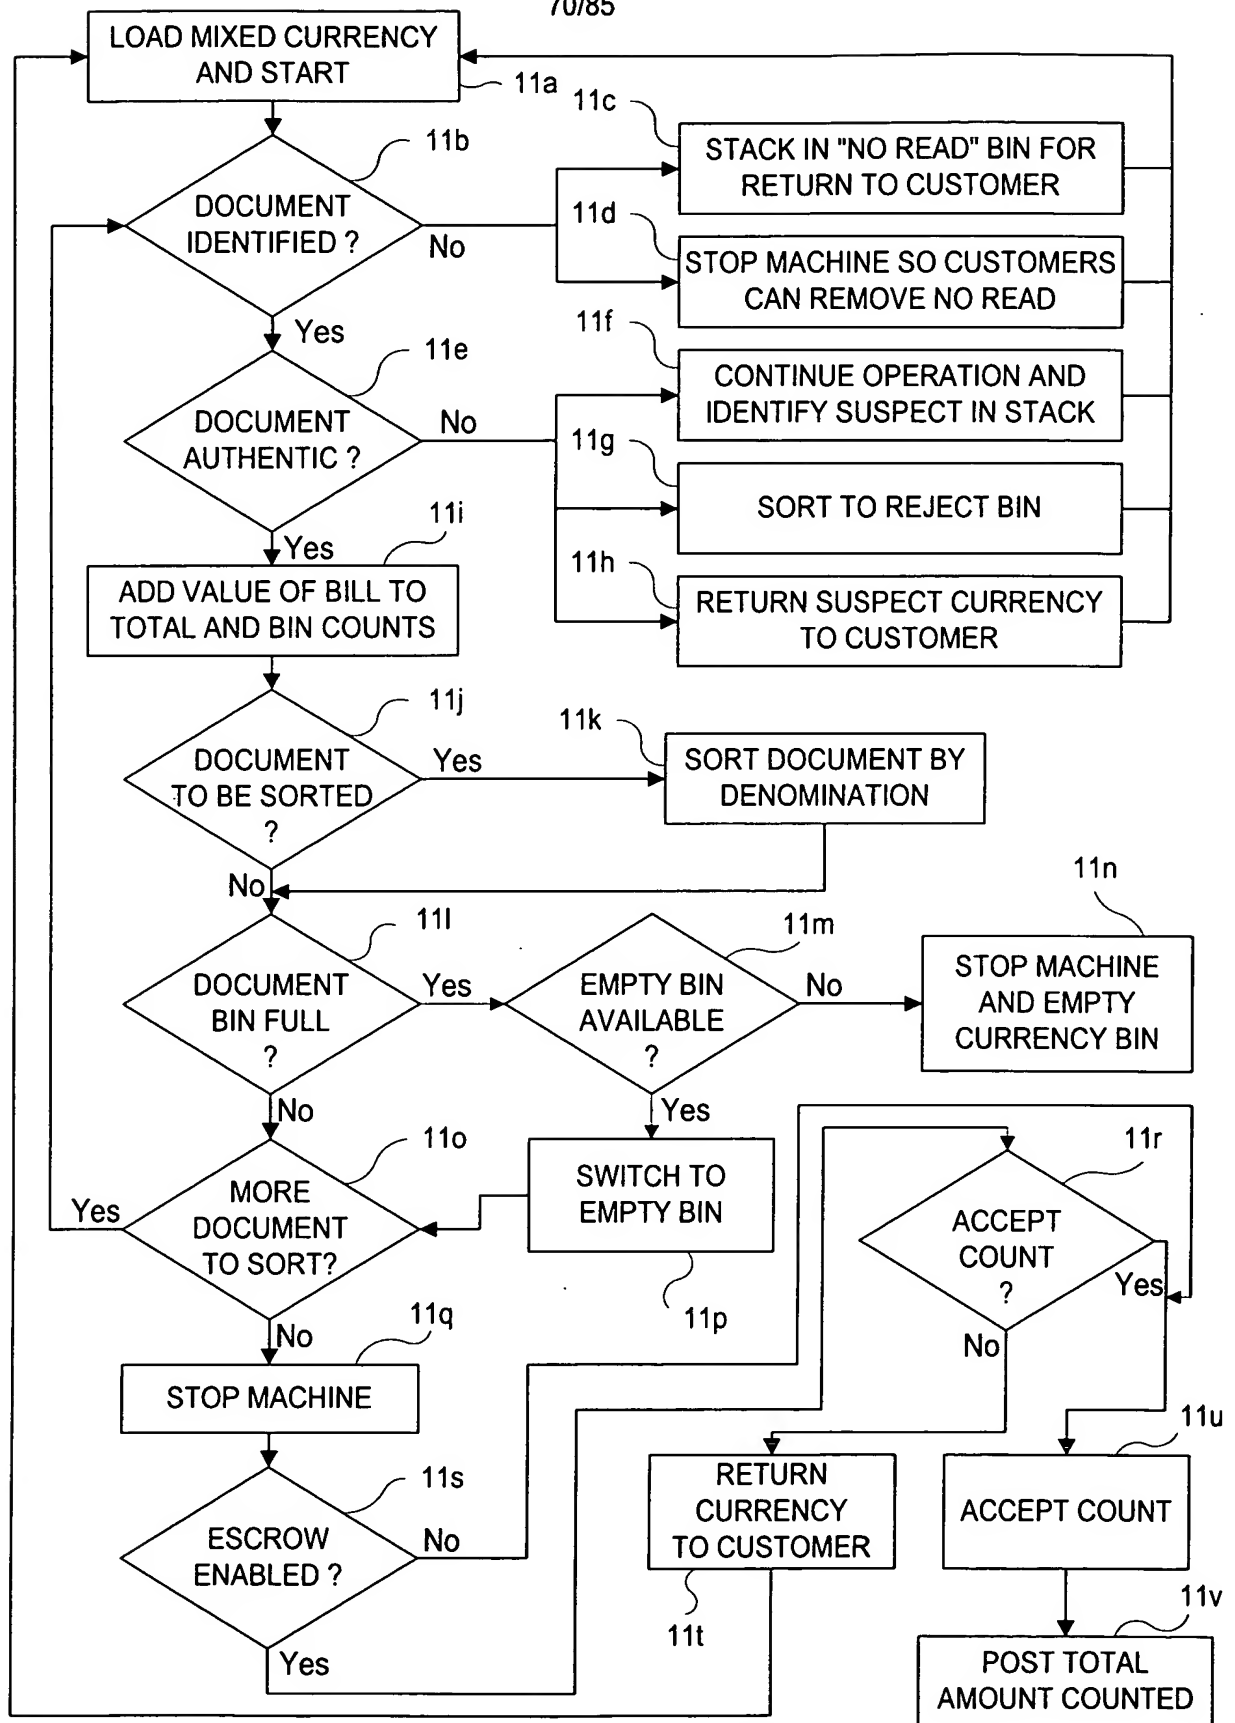 70/85
LOAD MIXED CURRENCY
AND START
11a
11b
11c
STACK IN "NO READ" BIN FOR
RETURN TO CUSTOMER
DOCUMENT
IDENTIFIED ?
No
11d
STOP MACHINE SO CUSTOMERS
CAN REMOVE NO READ
Yes
11e
11f
CONTINUE OPERATION AND
IDENTIFY SUSPECT IN STACK
DOCUMENT
AUTHENTIC ?
No
11g
SORT TO REJECT BIN
Yes
11i
11h
RETURN SUSPECT CURRENCY
TO CUSTOMER
ADD VALUE OF BILL TO
TOTAL AND BIN COUNTS
11j
DOCUMENT
TO BE SORTED
?
Yes
11k
SORT DOCUMENT BY
DENOMINATION
No
11l
DOCUMENT
BIN FULL
?
Yes
11m
EMPTY BIN
AVAILABLE
?
No
11n
STOP MACHINE
AND EMPTY
CURRENCY BIN
No
Yes
11o
MORE
DOCUMENT
TO SORT?
Yes
SWITCH TO
EMPTY BIN
11p
11r
ACCEPT
COUNT
?
Yes
No
No
11q
STOP MACHINE
11s
ESCROW
ENABLED ?
No
Yes
RETURN
CURRENCY
TO CUSTOMER
11t
11u
ACCEPT COUNT
11v
POST TOTAL
AMOUNT COUNTED